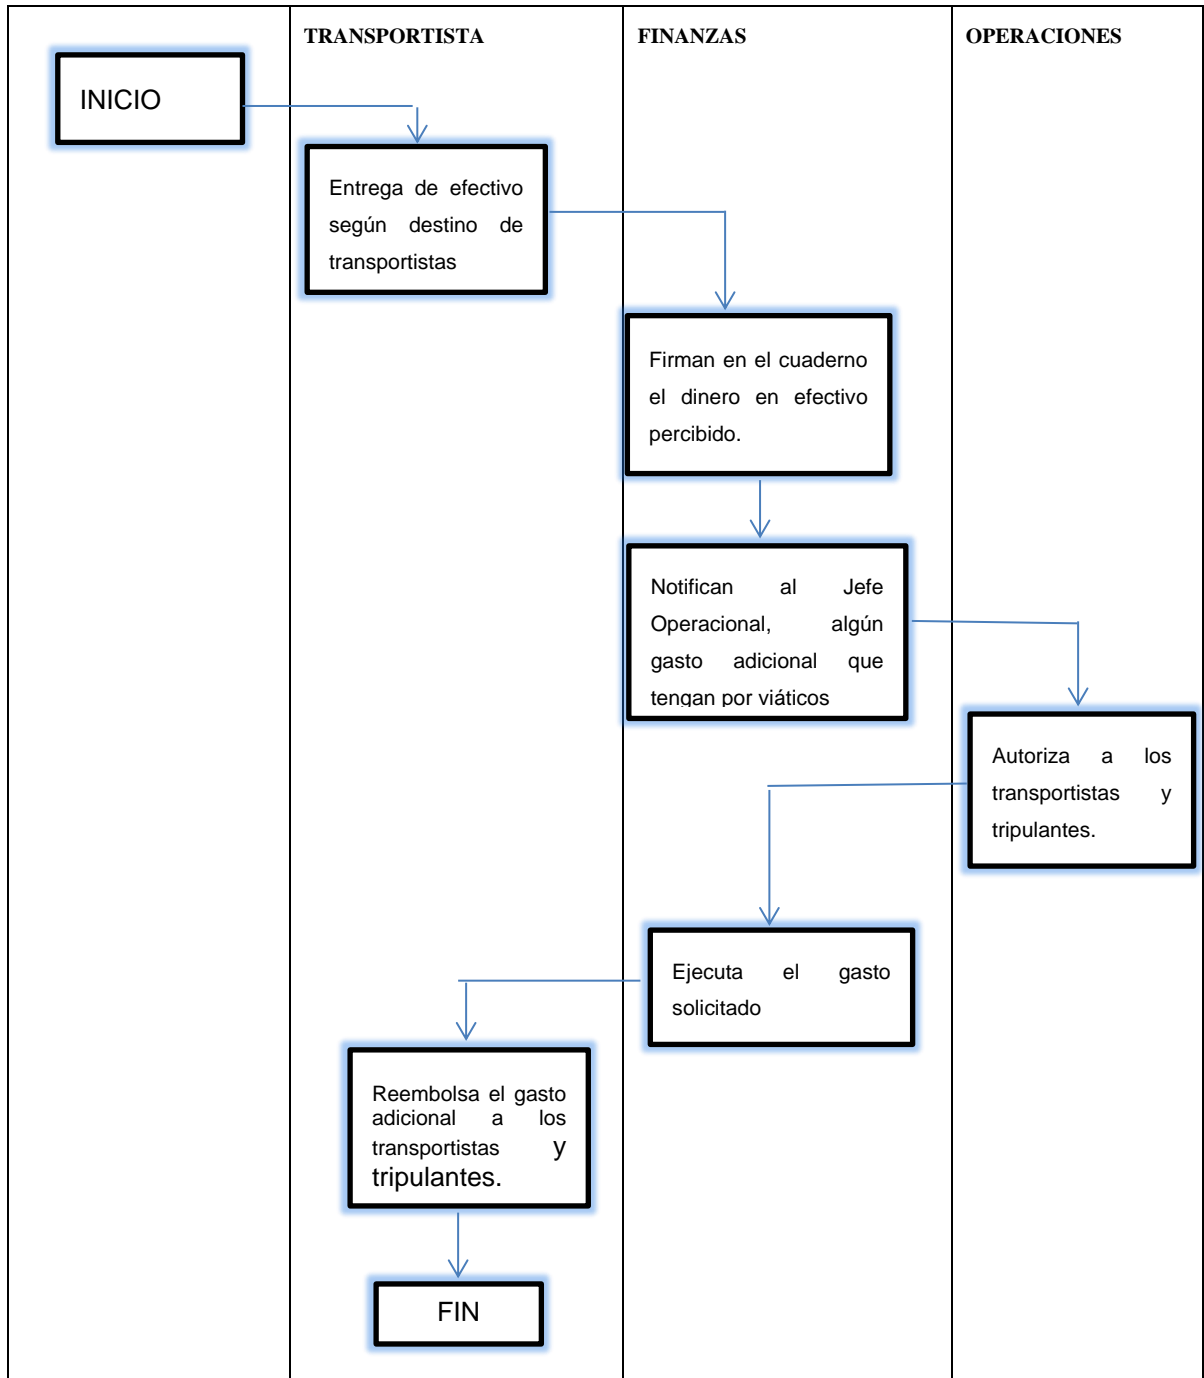 TRANSPORTISTA
FINANZAS
OPERACIONES
INICIO
Entrega de efectivo
según destino de
transportistas
Firman en el cuaderno
el dinero en efectivo
percibido.
Notifican al Jefe
Operacional, algún
gasto adicional que
tengan por viáticos
Autoriza a los
transportistas y
tripulantes.
Ejecuta el gasto
solicitado
Reembolsa el gasto
adicional a los
transportistas y
tripulantes.
FIN